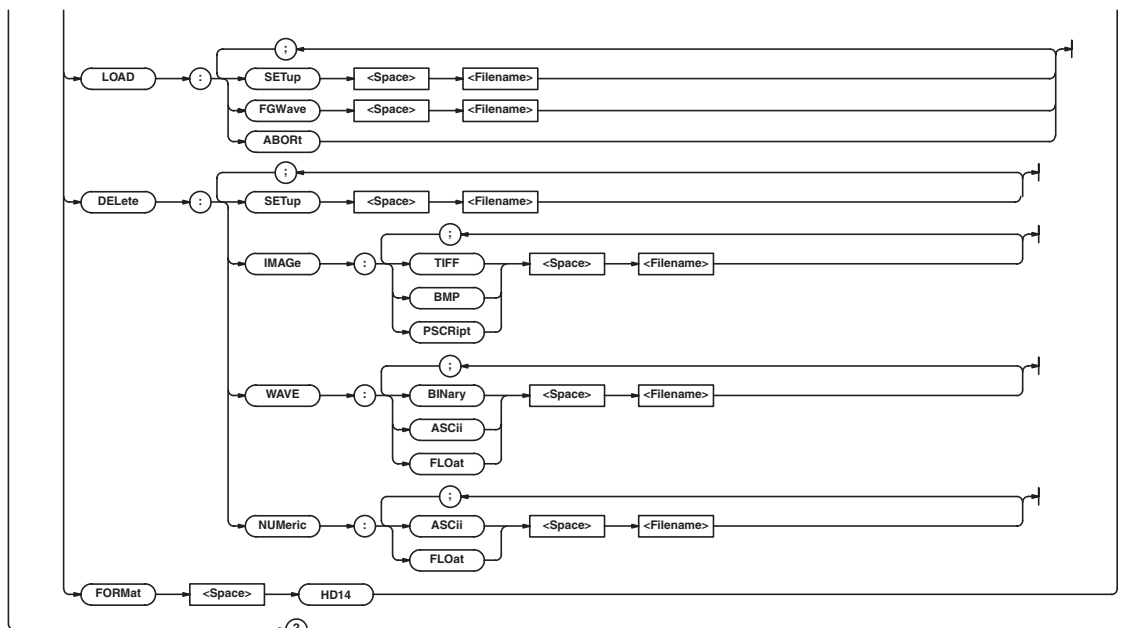 ;
LOAD : SETup <Space> <Filename>
FGWave <Space> <Filename>
ABORt
;
DELete : SETup <Space> <Filename>
;
IMAGe : TIFF <Space> <Filename>
BMP
PSCRipt
;
WAVE : BINary <Space> <Filename>
ASCii
FLOat
;
NUMeric : ASCii <Space> <Filename>
FLOat
FORMat <Space> HD14
?